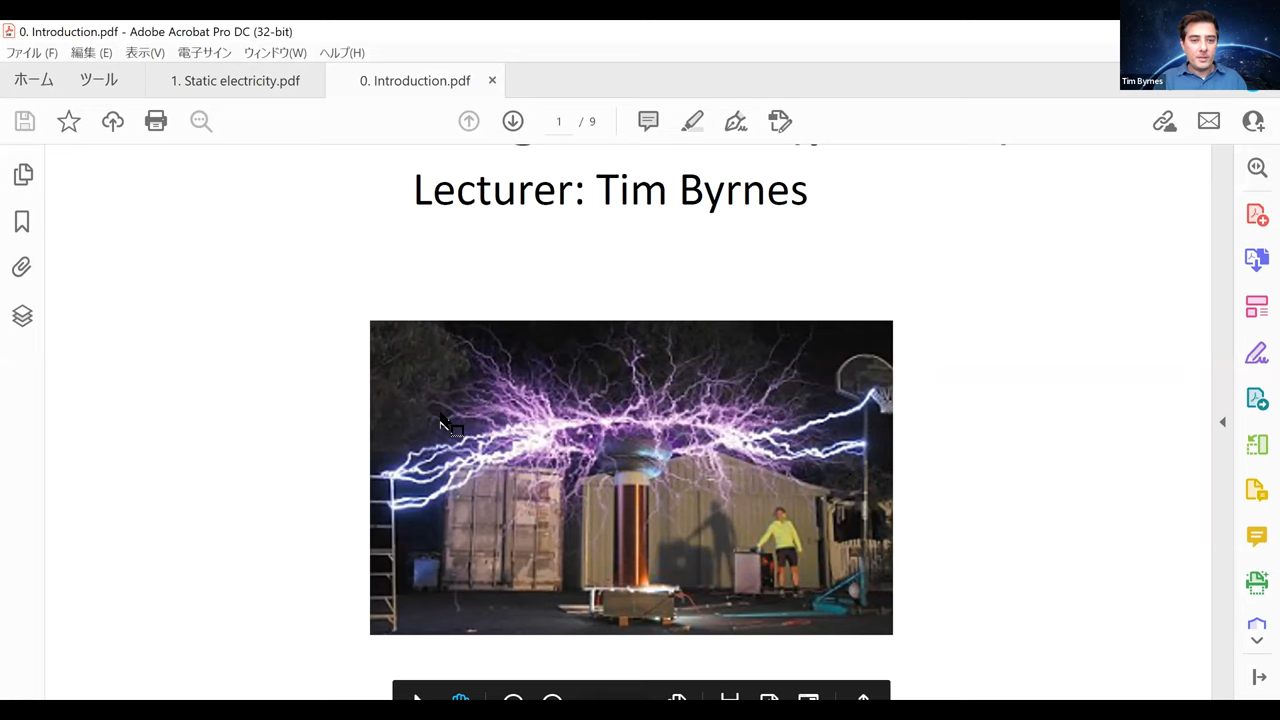 0. Introduction.pdf - Adobe Acrobat Pro DC (32-bit)
ファイル (F) 編集 (E) 表示(V) 電子サイン ウィンドウ(W) ヘルプ(H)
ホーム ツール 1. Static electricity.pdf 0. Introduction.pdf
1 / 9
Tim Byrnes
Lecturer: Tim Byrnes